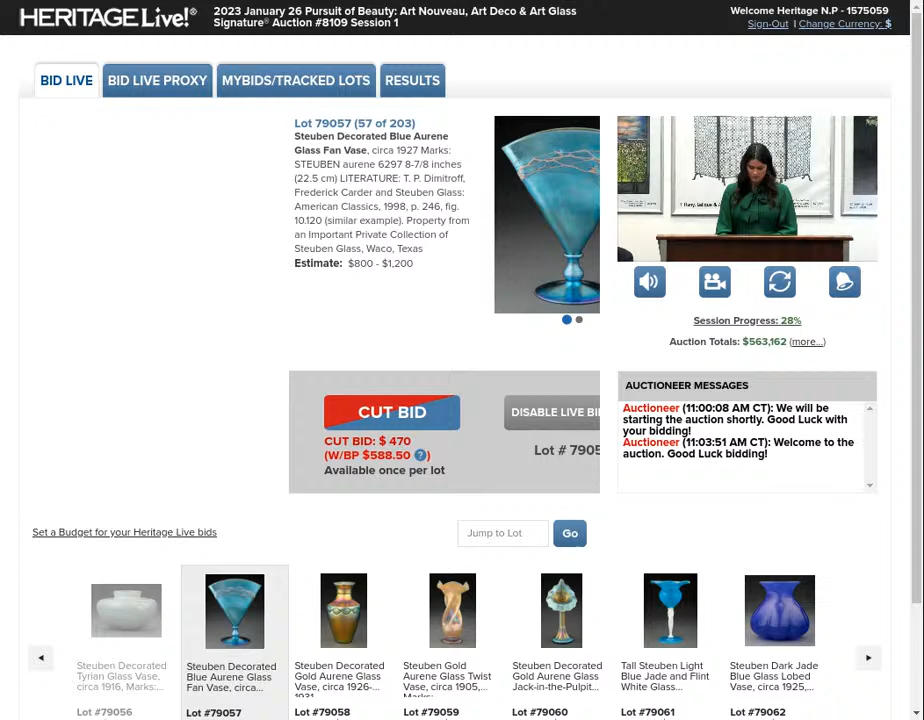 HERITAGE Live!®
2023 January 26 Pursuit of Beauty: Art Nouveau, Art Deco & Art Glass
Signature® Auction #8109 Session 1
Welcome Heritage N.P - 1575059
Sign-Out | Change Currency: $
BID LIVE
BID LIVE PROXY
MYBIDS/TRACKED LOTS
RESULTS
Lot 79057 (57 of 203)
Steuben Decorated Blue Aurene
Glass Fan Vase, circa 1927 Marks:
STEUBEN aurene 6297 8-7/8 inches
(22.5 cm) LITERATURE: T. P. Dimitroff,
Frederick Carder and Steuben Glass:
American Classics, 1998, p. 246, fig.
10.120 (similar example). Property from
an Important Private Collection of
Steuben Glass, Waco, Texas
Estimate: $800 - $1,200
Session Progress: 28%
Auction Totals: $563,162 (more...)
CUT BID
CUT BID: $ 470
(W/BP $588.50 ?)
Available once per lot
DISABLE LIVE BI
Lot # 7905
AUCTIONEER MESSAGES
Auctioneer (11:00:08 AM CT): We will be
starting the auction shortly. Good Luck with
your bidding!
Auctioneer (11:03:51 AM CT): Welcome to the
auction. Good Luck bidding!
Set a Budget for your Heritage Live bids
Jump to Lot
Go
Steuben Decorated
Tyrian Glass Vase,
circa 1916, Marks:...
Lot #79056
Steuben Decorated
Blue Aurene Glass
Fan Vase, circa...
Lot #79057
Steuben Decorated
Gold Aurene Glass
Vase, circa 1926-
1931
Lot #79058
Steuben Gold
Aurene Glass Twist
Vase, circa 1905,...
Marks:
Lot #79059
Steuben Decorated
Gold Aurene Glass
Jack-in-the-Pulpit...
Lot #79060
Tall Steuben Light
Blue Jade and Flint
White Glass...
Lot #79061
Steuben Dark Jade
Blue Glass Lobed
Vase, circa 1925,...
Lot #79062